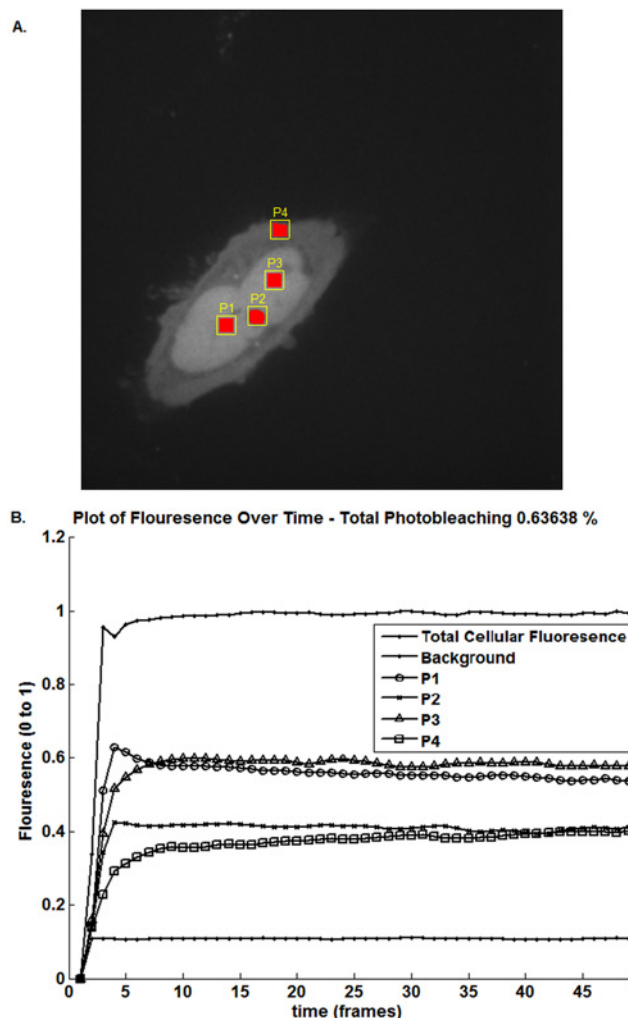 A.
P4
P3
P2
P1
B. Plot of Flouresence Over Time - Total Photobleaching 0.63638 %
1.2
1
0.8
0.6
0.4
0.2
0
Flouresence (0 to 1)
Total Cellular Fluoresence
Background
P1
P2
P3
P4
0 5 10 15 20 25 30 35 40 45
time (frames)